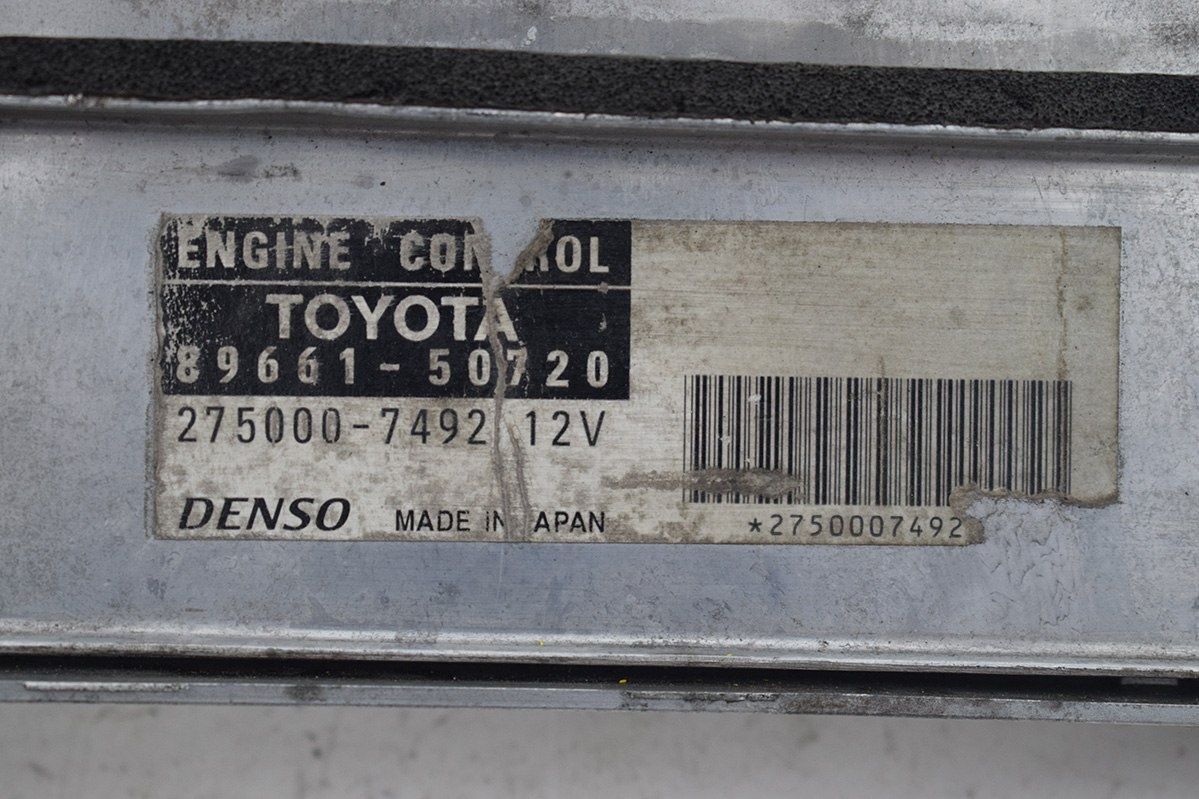 ENGINE CONTROL
TOYOTA
89661-50720
275000-7492 12V
DENSO MADE IN JAPAN
*2750007492